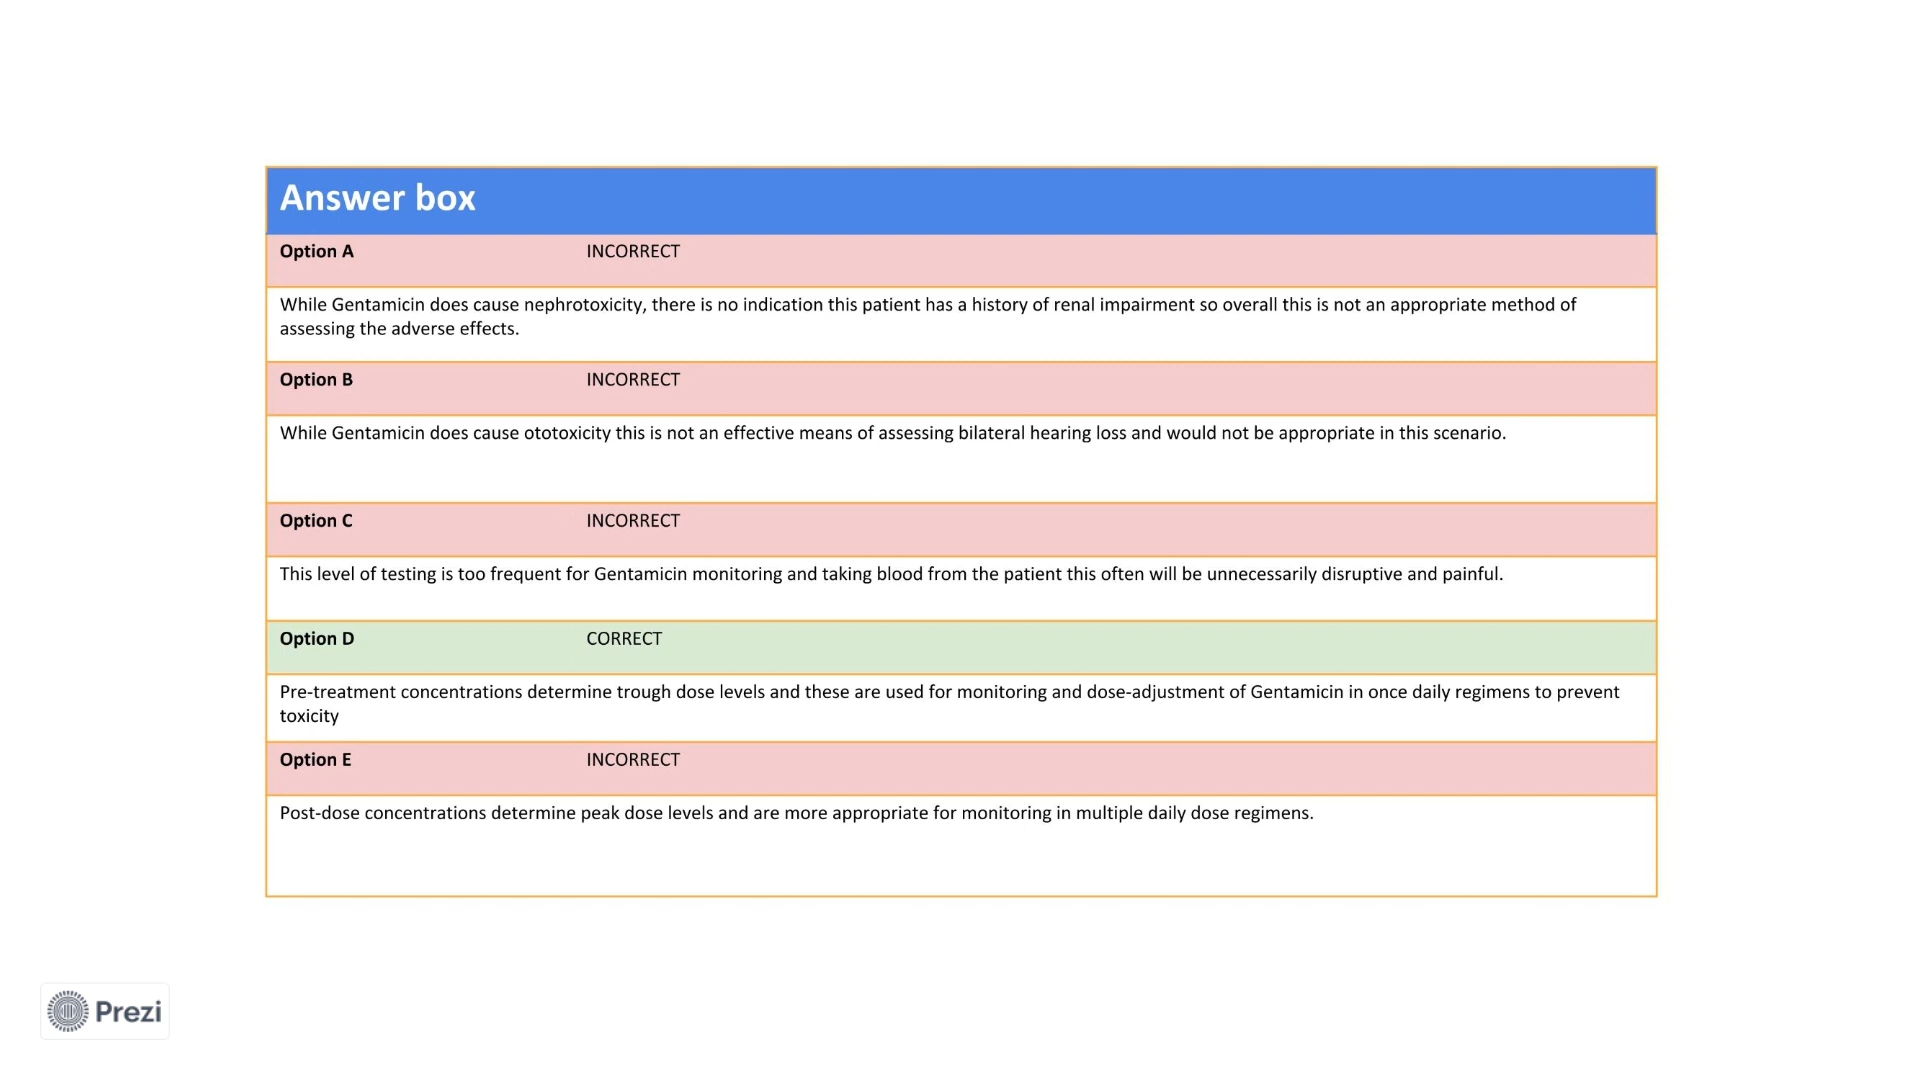 Answer box
Option A INCORRECT
While Gentamicin does cause nephrotoxicity, there is no indication this patient has a history of renal impairment so overall this is not an appropriate method of
assessing the adverse effects.
Option B INCORRECT
While Gentamicin does cause ototoxicity this is not an effective means of assessing bilateral hearing loss and would not be appropriate in this scenario.
Option C INCORRECT
This level of testing is too frequent for Gentamicin monitoring and taking blood from the patient this often will be unnecessarily disruptive and painful.
Option D CORRECT
Pre-treatment concentrations determine trough dose levels and these are used for monitoring and dose-adjustment of Gentamicin in once daily regimens to prevent
toxicity
Option E INCORRECT
Post-dose concentrations determine peak dose levels and are more appropriate for monitoring in multiple daily dose regimens.
Prezi